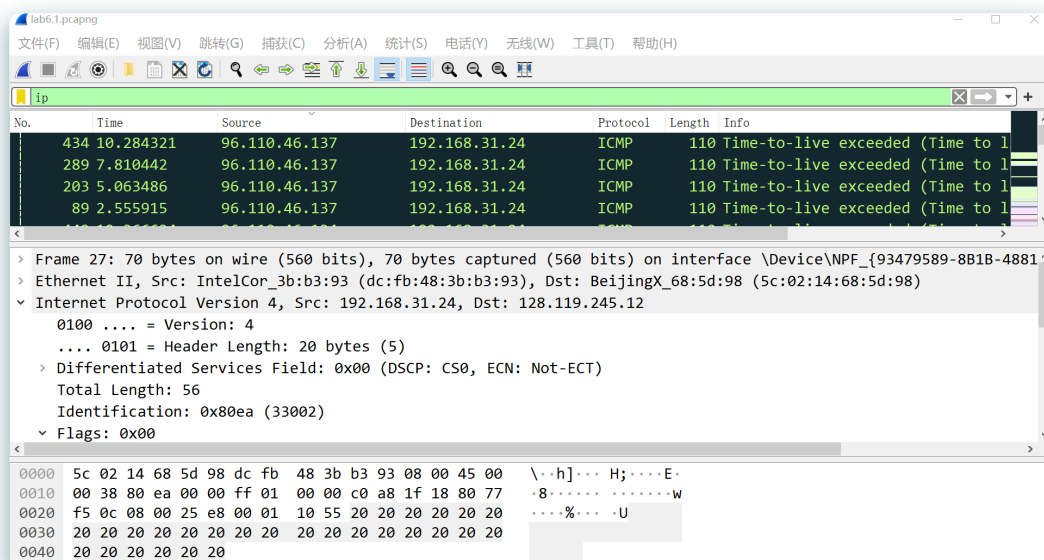 lab6.1.pcapng
文件(F) 编辑(E) 视图(V) 跳转(G) 捕获(C) 分析(A) 统计(S) 电话(Y) 无线(W) 工具(T) 帮助(H)
ip
No. Time Source Destination Protocol Length Info
434 10.284321 96.110.46.137 192.168.31.24 ICMP 110 Time-to-live exceeded (Time to l
289 7.810442 96.110.46.137 192.168.31.24 ICMP 110 Time-to-live exceeded (Time to l
203 5.063486 96.110.46.137 192.168.31.24 ICMP 110 Time-to-live exceeded (Time to l
89 2.555915 96.110.46.137 192.168.31.24 ICMP 110 Time-to-live exceeded (Time to l
Frame 27: 70 bytes on wire (560 bits), 70 bytes captured (560 bits) on interface \Device\NPF_{93479589-8B1B-4881
Ethernet II, Src: IntelCor_3b:b3:93 (dc:fb:48:3b:b3:93), Dst: BeijingX_68:5d:98 (5c:02:14:68:5d:98)
Internet Protocol Version 4, Src: 192.168.31.24, Dst: 128.119.245.12
0100 .... = Version: 4
.... 0101 = Header Length: 20 bytes (5)
Differentiated Services Field: 0x00 (DSCP: CS0, ECN: Not-ECT)
Total Length: 56
Identification: 0x80ea (33002)
Flags: 0x00
0000 5c 02 14 68 5d 98 dc fb 48 3b b3 93 08 00 45 00 \··h]··· H;····E·
0010 00 38 80 ea 00 00 ff 01 00 00 c0 a8 1f 18 80 77 ·8······ ·······w
0020 f5 0c 08 00 25 e8 00 01 10 55 20 20 20 20 20 20 ····%··· ·U
0030 20 20 20 20 20 20 20 20 20 20 20 20 20 20 20 20
0040 20 20 20 20 20 20